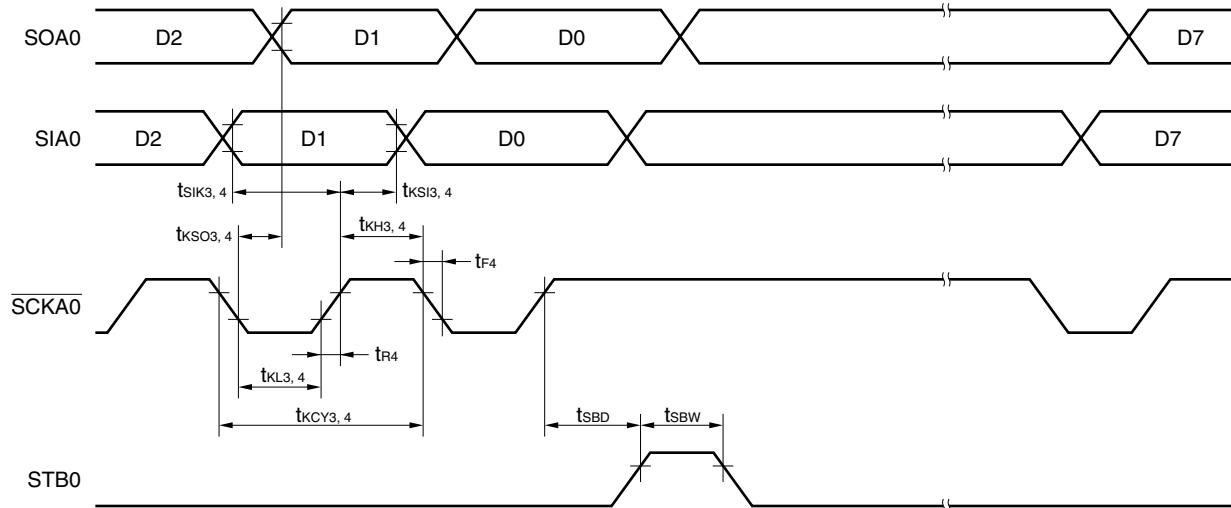 SOA0 D2 D1 D0 D7
SIA0 D2 D1 D0 D7
tSIK3, 4 tKSI3, 4
tKSO3, 4 tKH3, 4
tF4
SCKA0
tR4
tKL3, 4
tKCY3, 4 tSBD tSBW
STB0